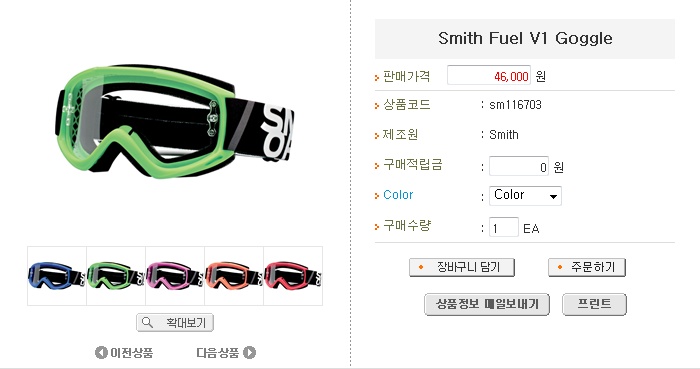 Smith Fuel V1 Goggle
판매가격 46,000 원
상품코드 : sm116703
제조원 : Smith
구매적립금 : 0 원
Color : Color
구매수량 : 1 EA
장바구니 담기 주문하기
상품정보 메일보내기 프린트
확대보기
이전상품 다음상품